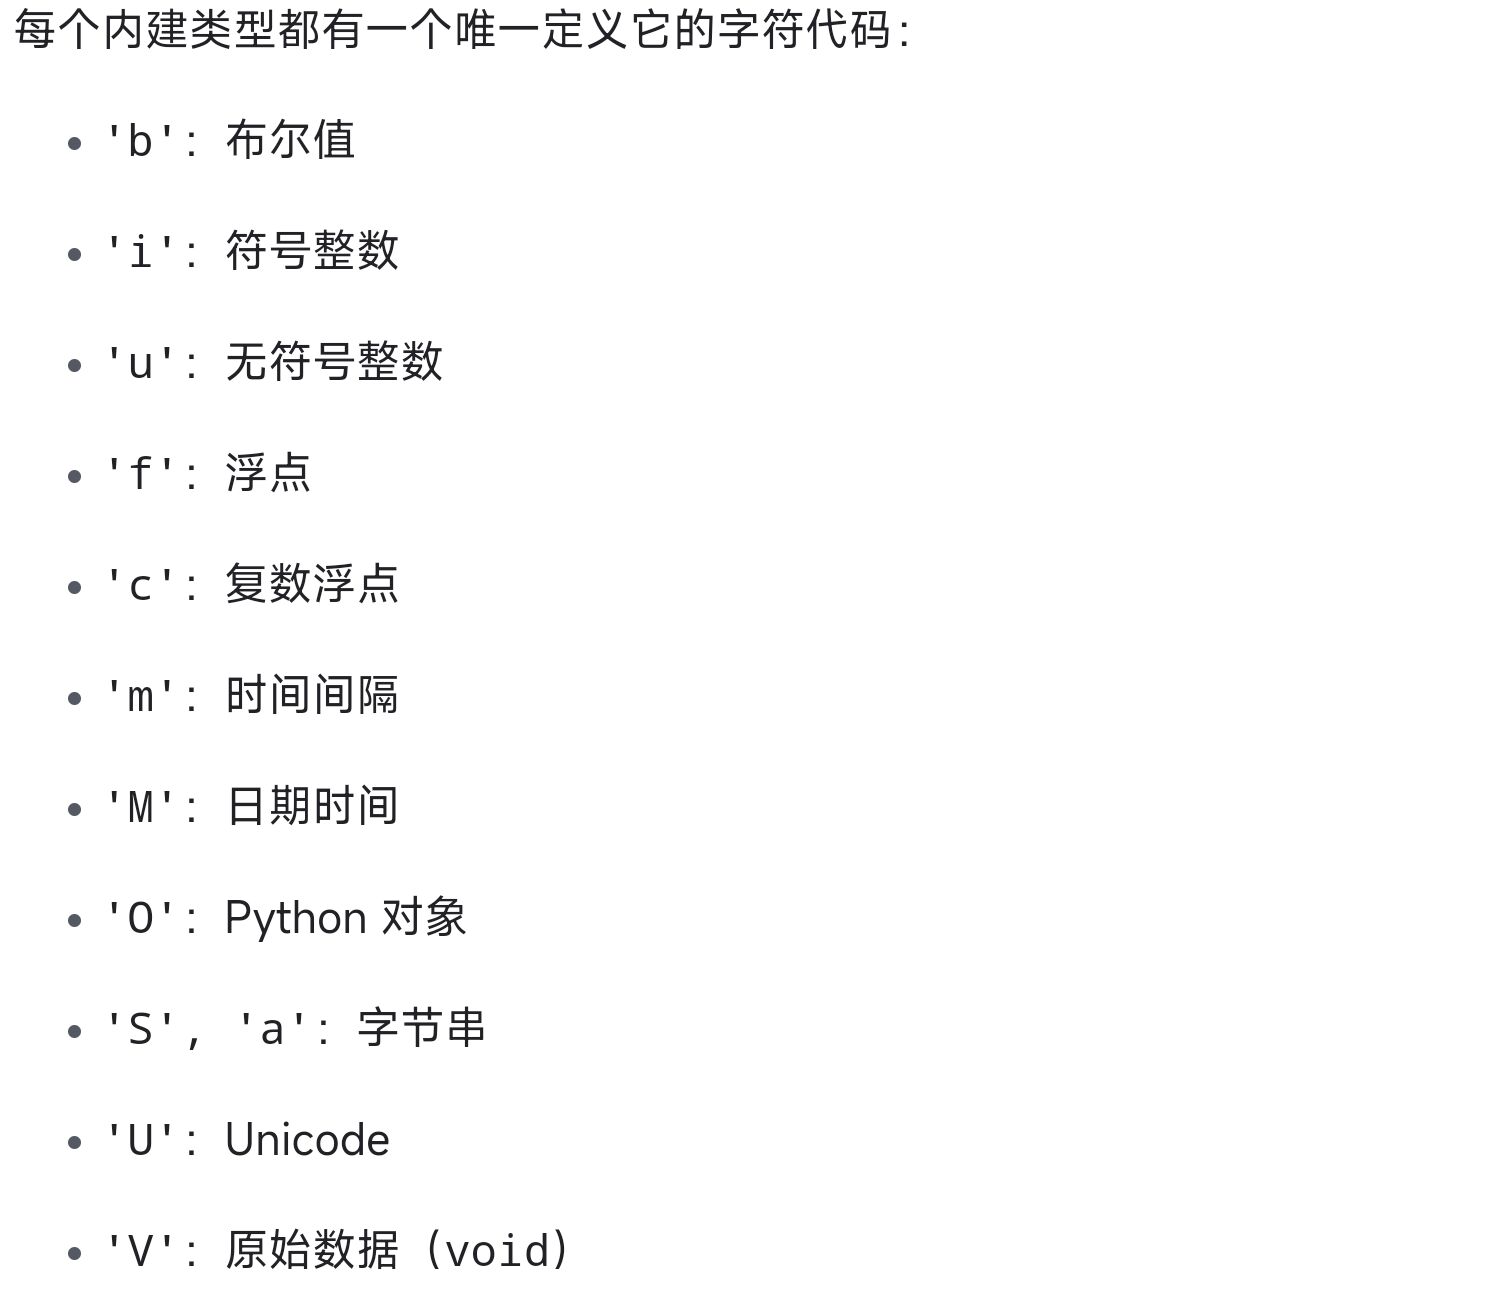 每个内建类型都有一个唯一定义它的字符代码：
• 'b'：布尔值
• 'i'：符号整数
• 'u'：无符号整数
• 'f'：浮点
• 'c'：复数浮点
• 'm'：时间间隔
• 'M'：日期时间
• 'O'：Python 对象
• 'S', 'a'：字节串
• 'U'：Unicode
• 'V'：原始数据（void）